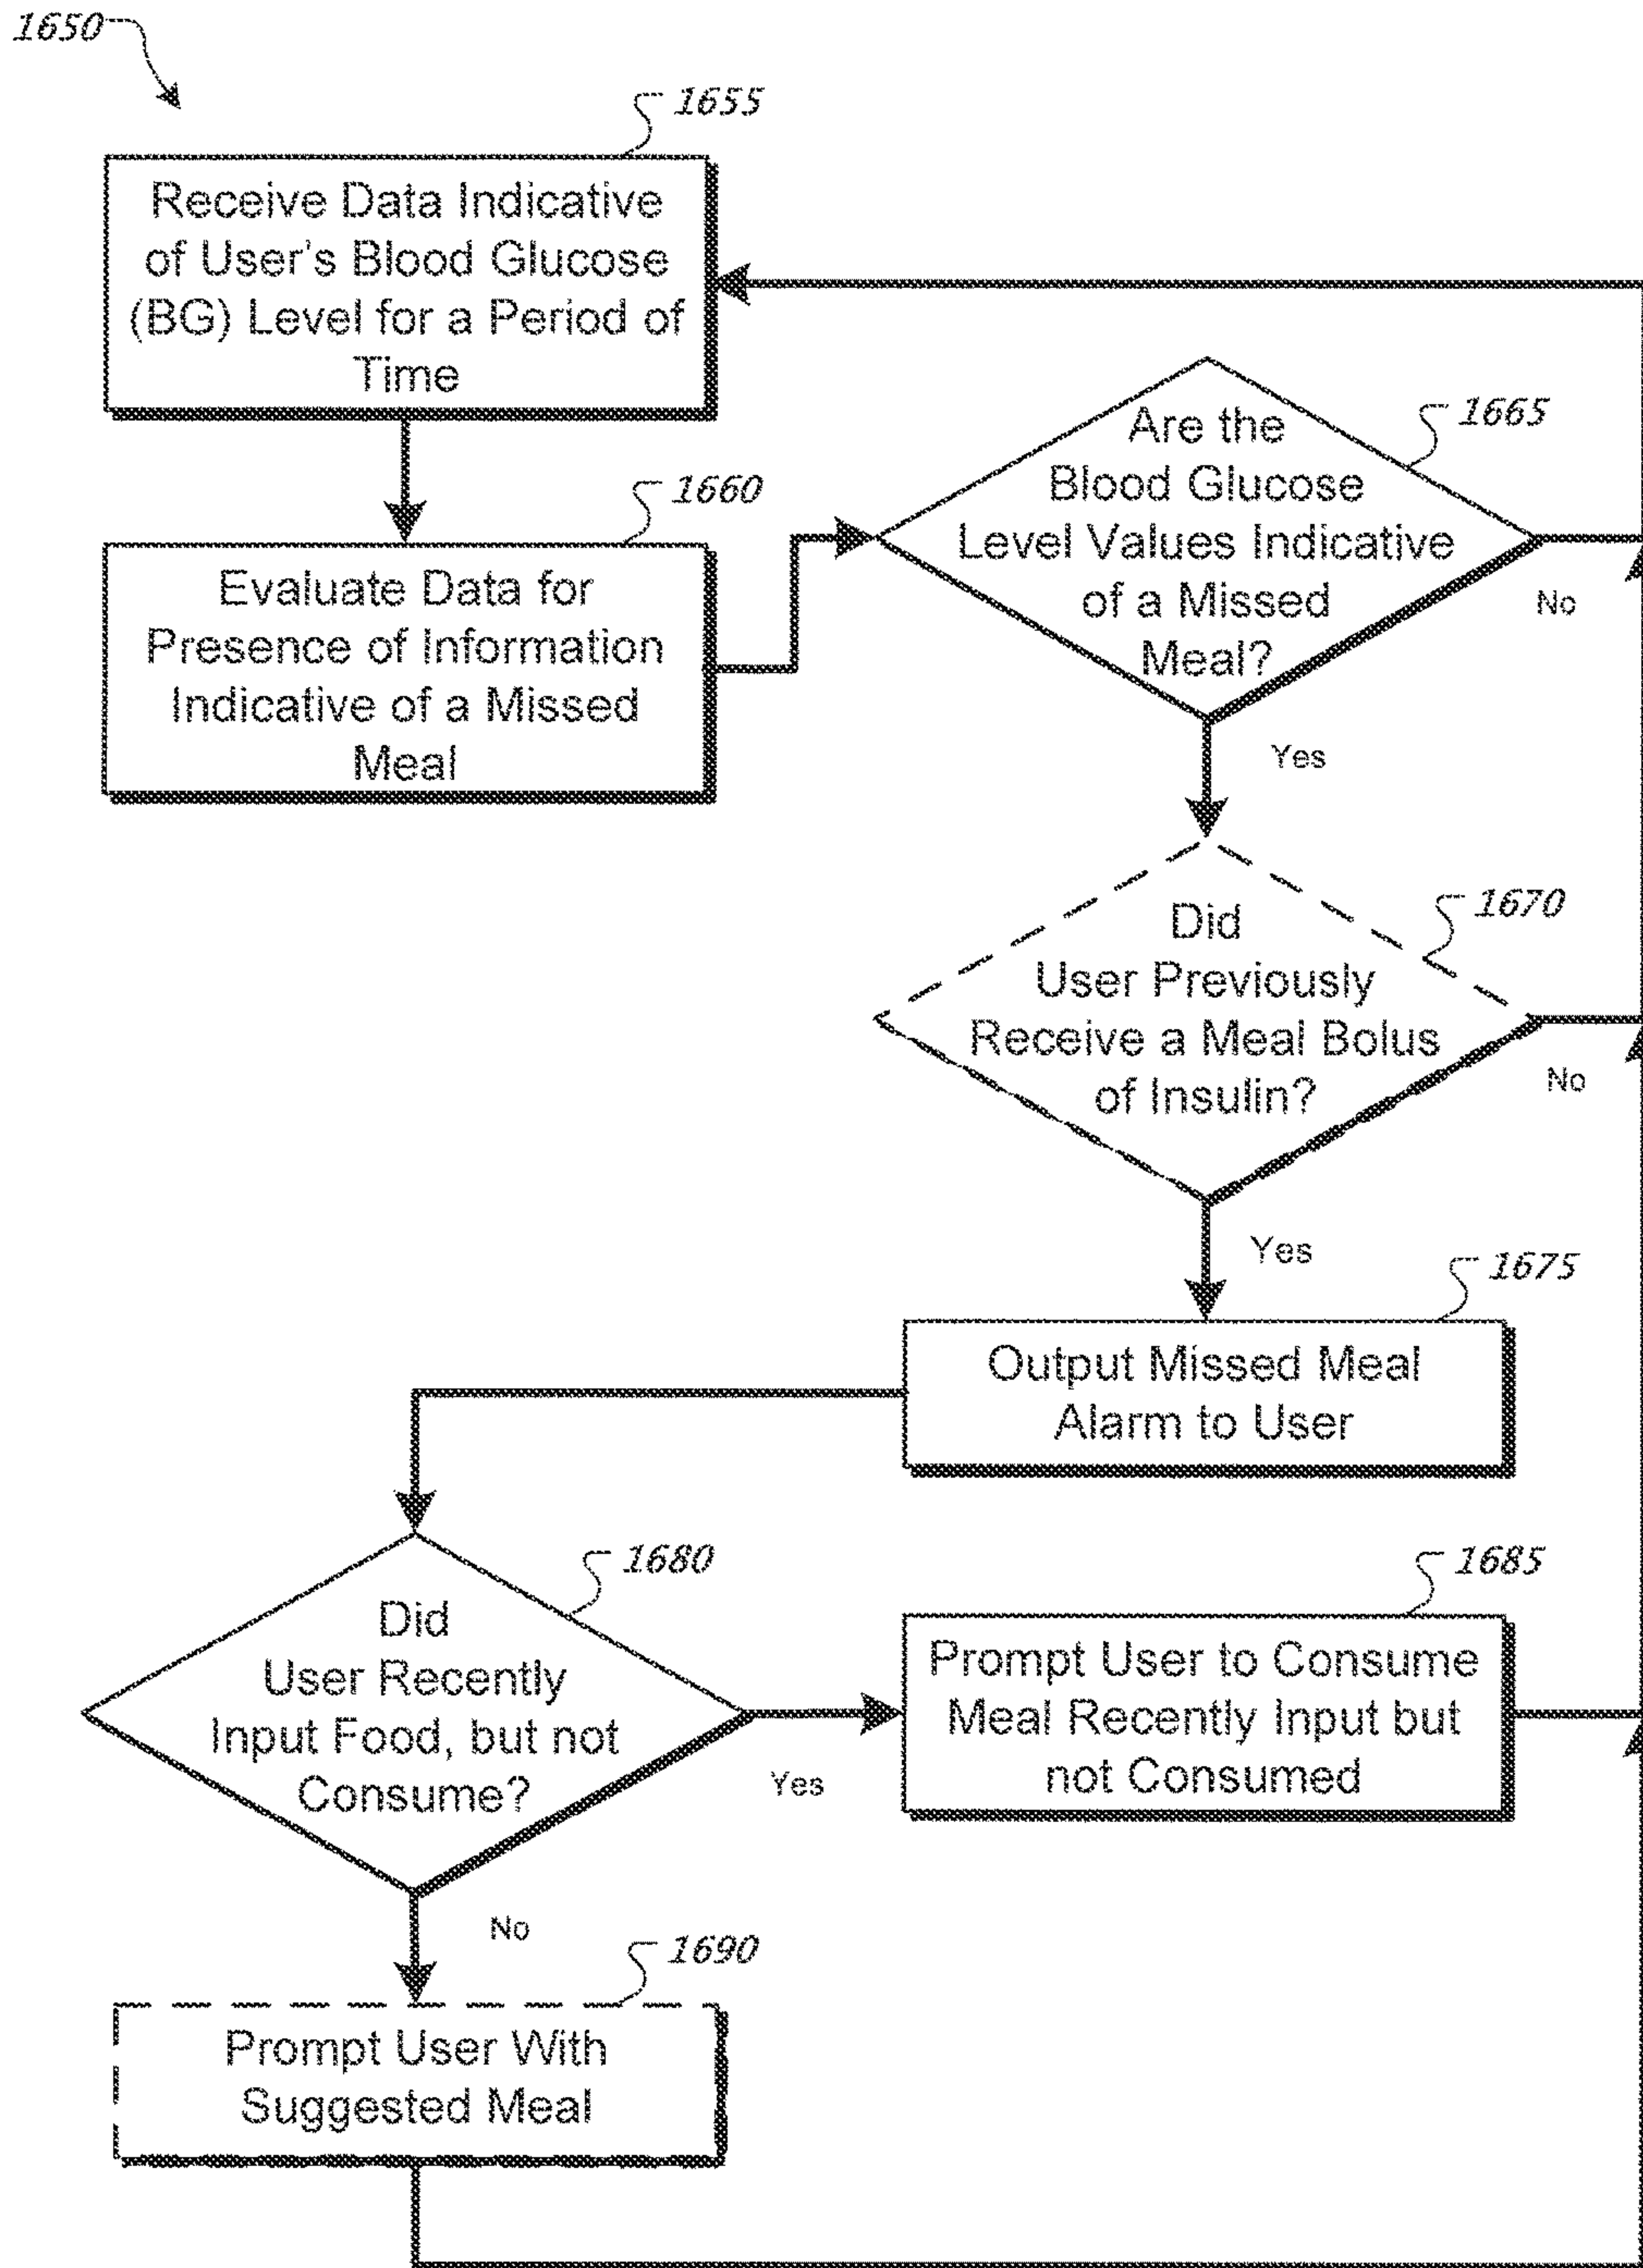 1650
1655
Receive Data Indicative
of User's Blood Glucose
(BG) Level for a Period of
Time
1660
Evaluate Data for
Presence of Information
Indicative of a Missed
Meal
1665
Are the
Blood Glucose
Level Values Indicative
of a Missed
Meal?
No
Yes
1670
Did
User Previously
Receive a Meal Bolus
of Insulin?
No
Yes
1675
Output Missed Meal
Alarm to User
1680
Did
User Recently
Input Food, but not
Consume?
Yes
No
1685
Prompt User to Consume
Meal Recently Input but
not Consumed
1690
Prompt User With
Suggested Meal